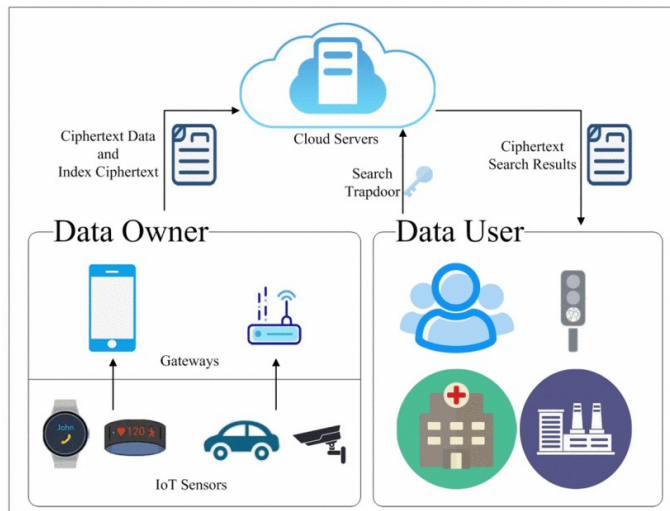 Cloud Servers
Ciphertext Data
and
Index Ciphertext
Search
Trapdoor
Ciphertext
Search Results
Data Owner
Data User
Gateways
John
120
IoT Sensors